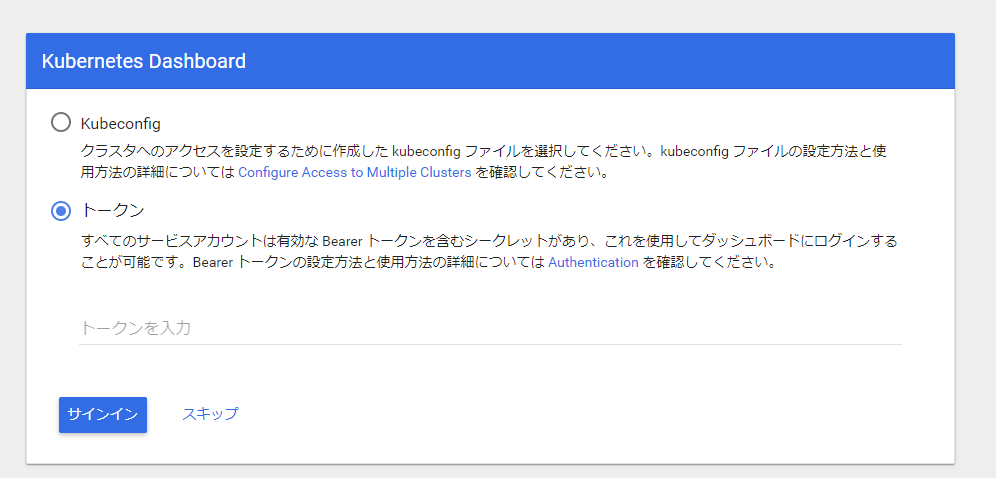 Kubernetes Dashboard
Kubeconfig
クラスタへのアクセスを設定するために作成した kubeconfig ファイルを選択してください。kubeconfig ファイルの設定方法と使
用方法の詳細については Configure Access to Multiple Clusters を確認してください。
トークン
すべてのサービスアカウントは有効な Bearer トークンを含むシークレットがあり、これを使用してダッシュボードにログインする
ことが可能です。Bearer トークンの設定方法と使用方法の詳細については Authentication を確認してください。
トークンを入力
サインイン スキップ